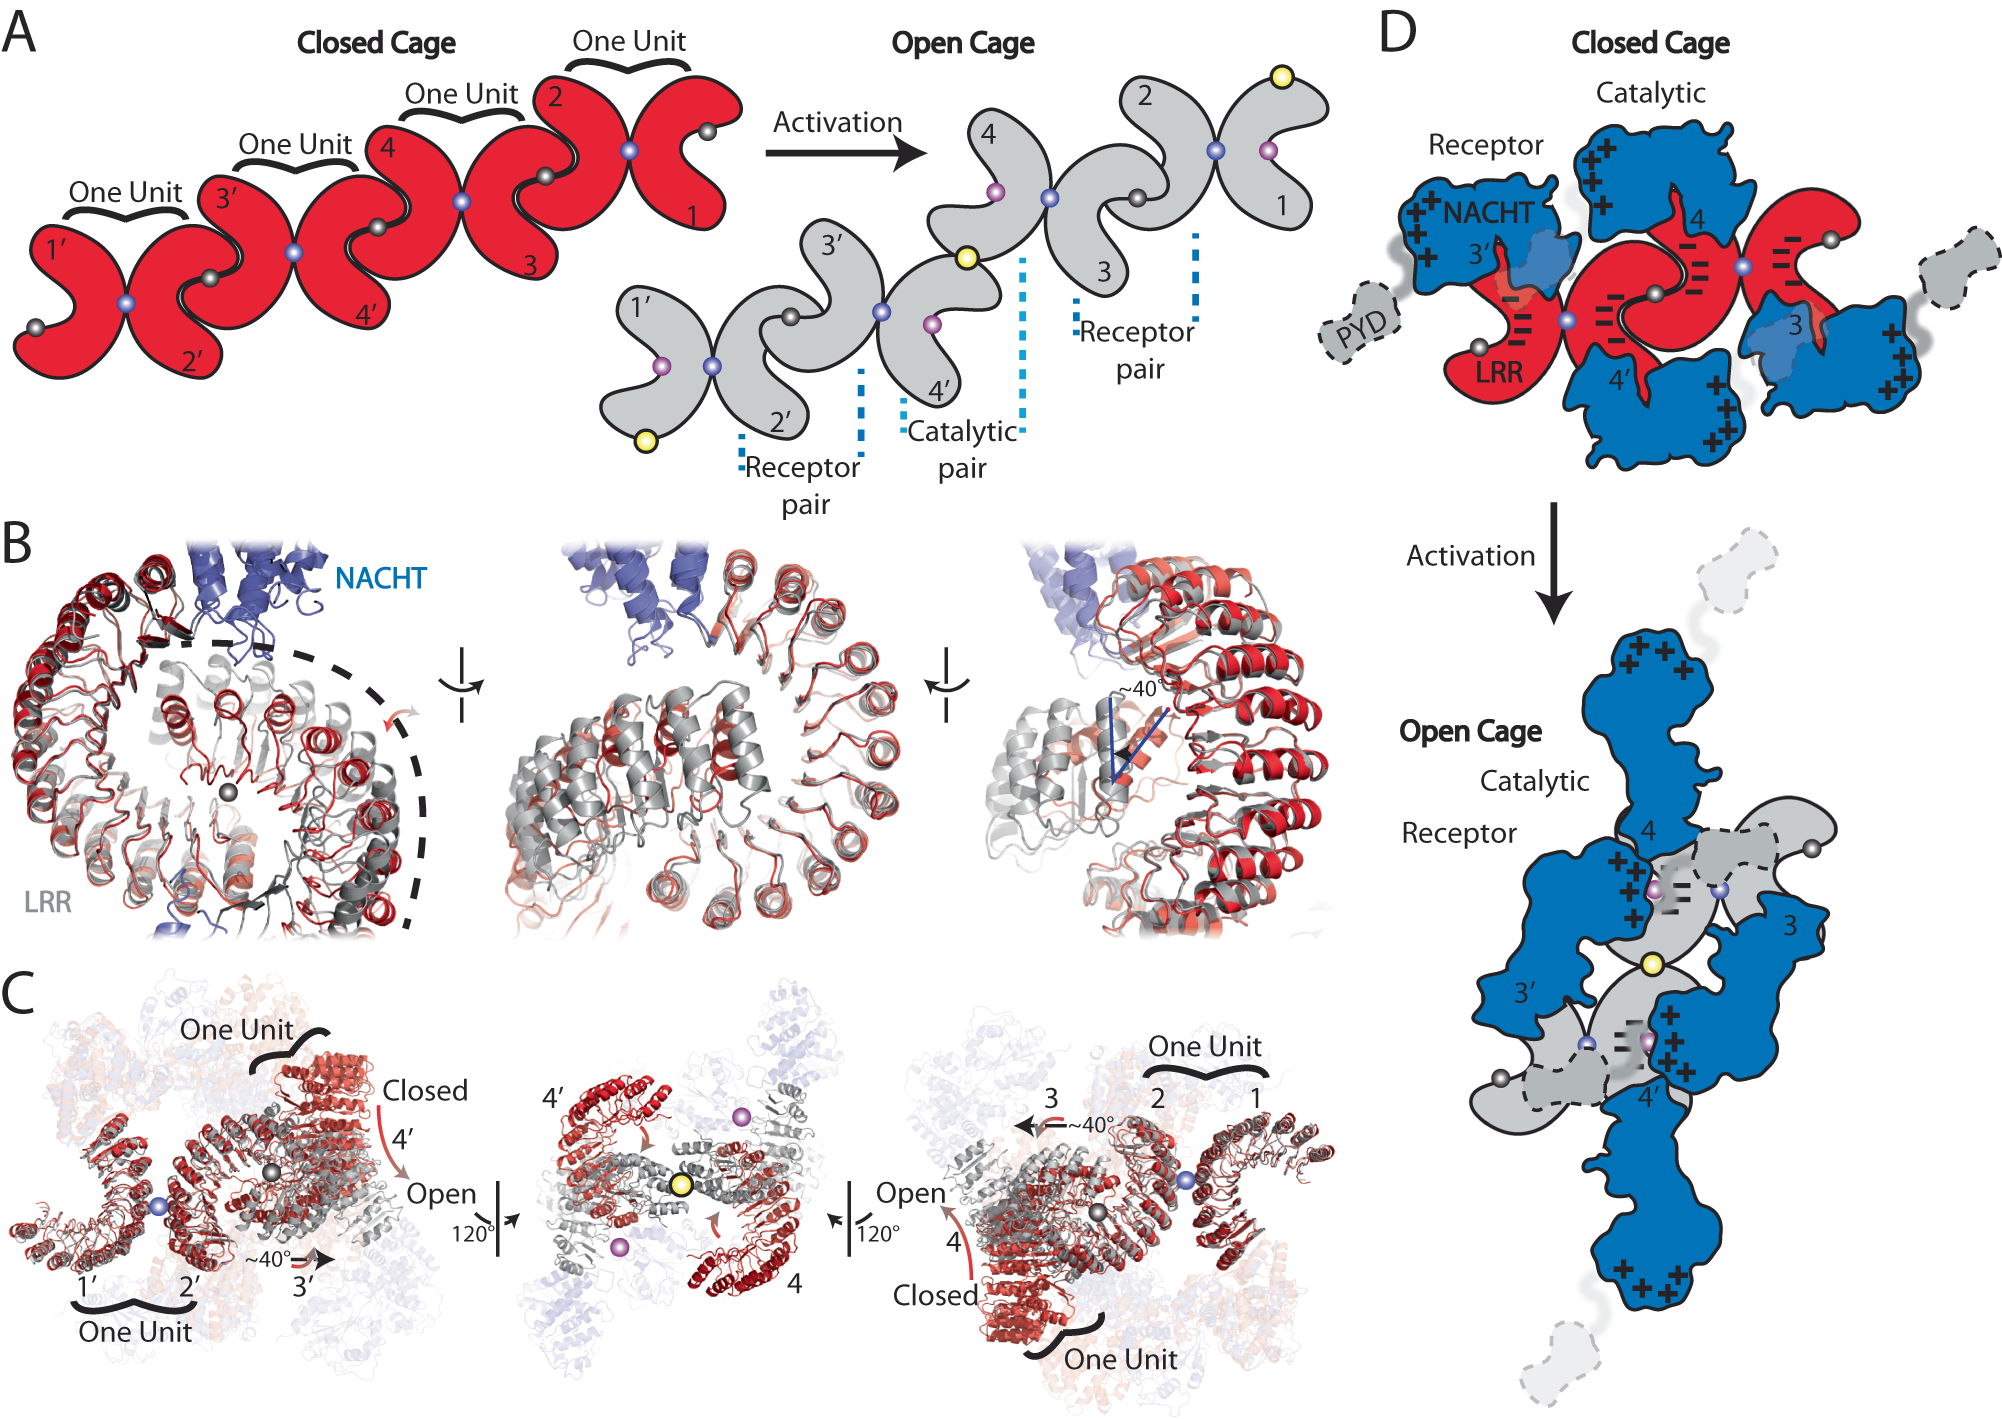 A
Closed Cage
One Unit
One Unit
One Unit
One Unit
2
4
3′
1′
1
3
4′
2′
Activation
Open Cage
2
4
1
3
3′
1′
4′
2′
Receptor
pair
Catalytic
pair
Receptor
pair
B
NACHT
LRR
~40°
C
One Unit
Closed
4′
Open
120°
~40°
1′
2′
3′
One Unit
4′
4
One Unit
3
2
1
~40°
Open
120°
4
Closed
One Unit
D
Closed Cage
Catalytic
Receptor
NACHT
+ + + +
+ + + +
4
3′
PYD
LRR
3
4′
+ + + +
+ + + +
Activation
Open Cage
Catalytic
Receptor
+ + + +
4
+ + + +
3
3′
+ + + +
4′
+ + + +